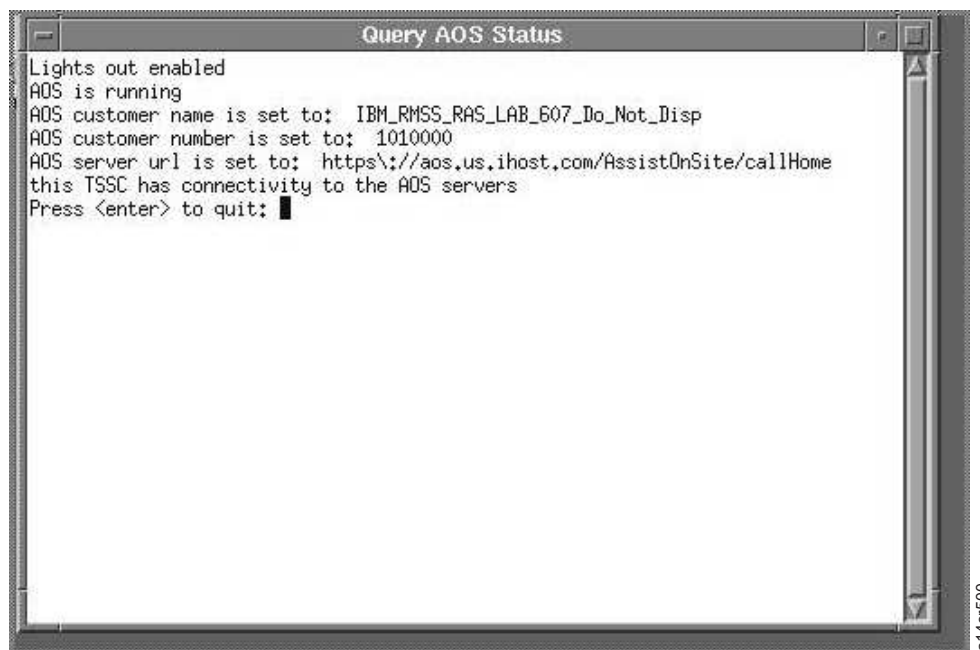 Query AOS Status
Lights out enabled
AOS is running
AOS customer name is set to:  IBM_RMSS_RAS_LAB_607_Do_Not_Disp
AOS customer number is set to:  1010000
AOS server url is set to:  https\://aos.us.ihost.com/AssistOnSite/callHome
this TSSC has connectivity to the AOS servers
Press <enter> to quit: